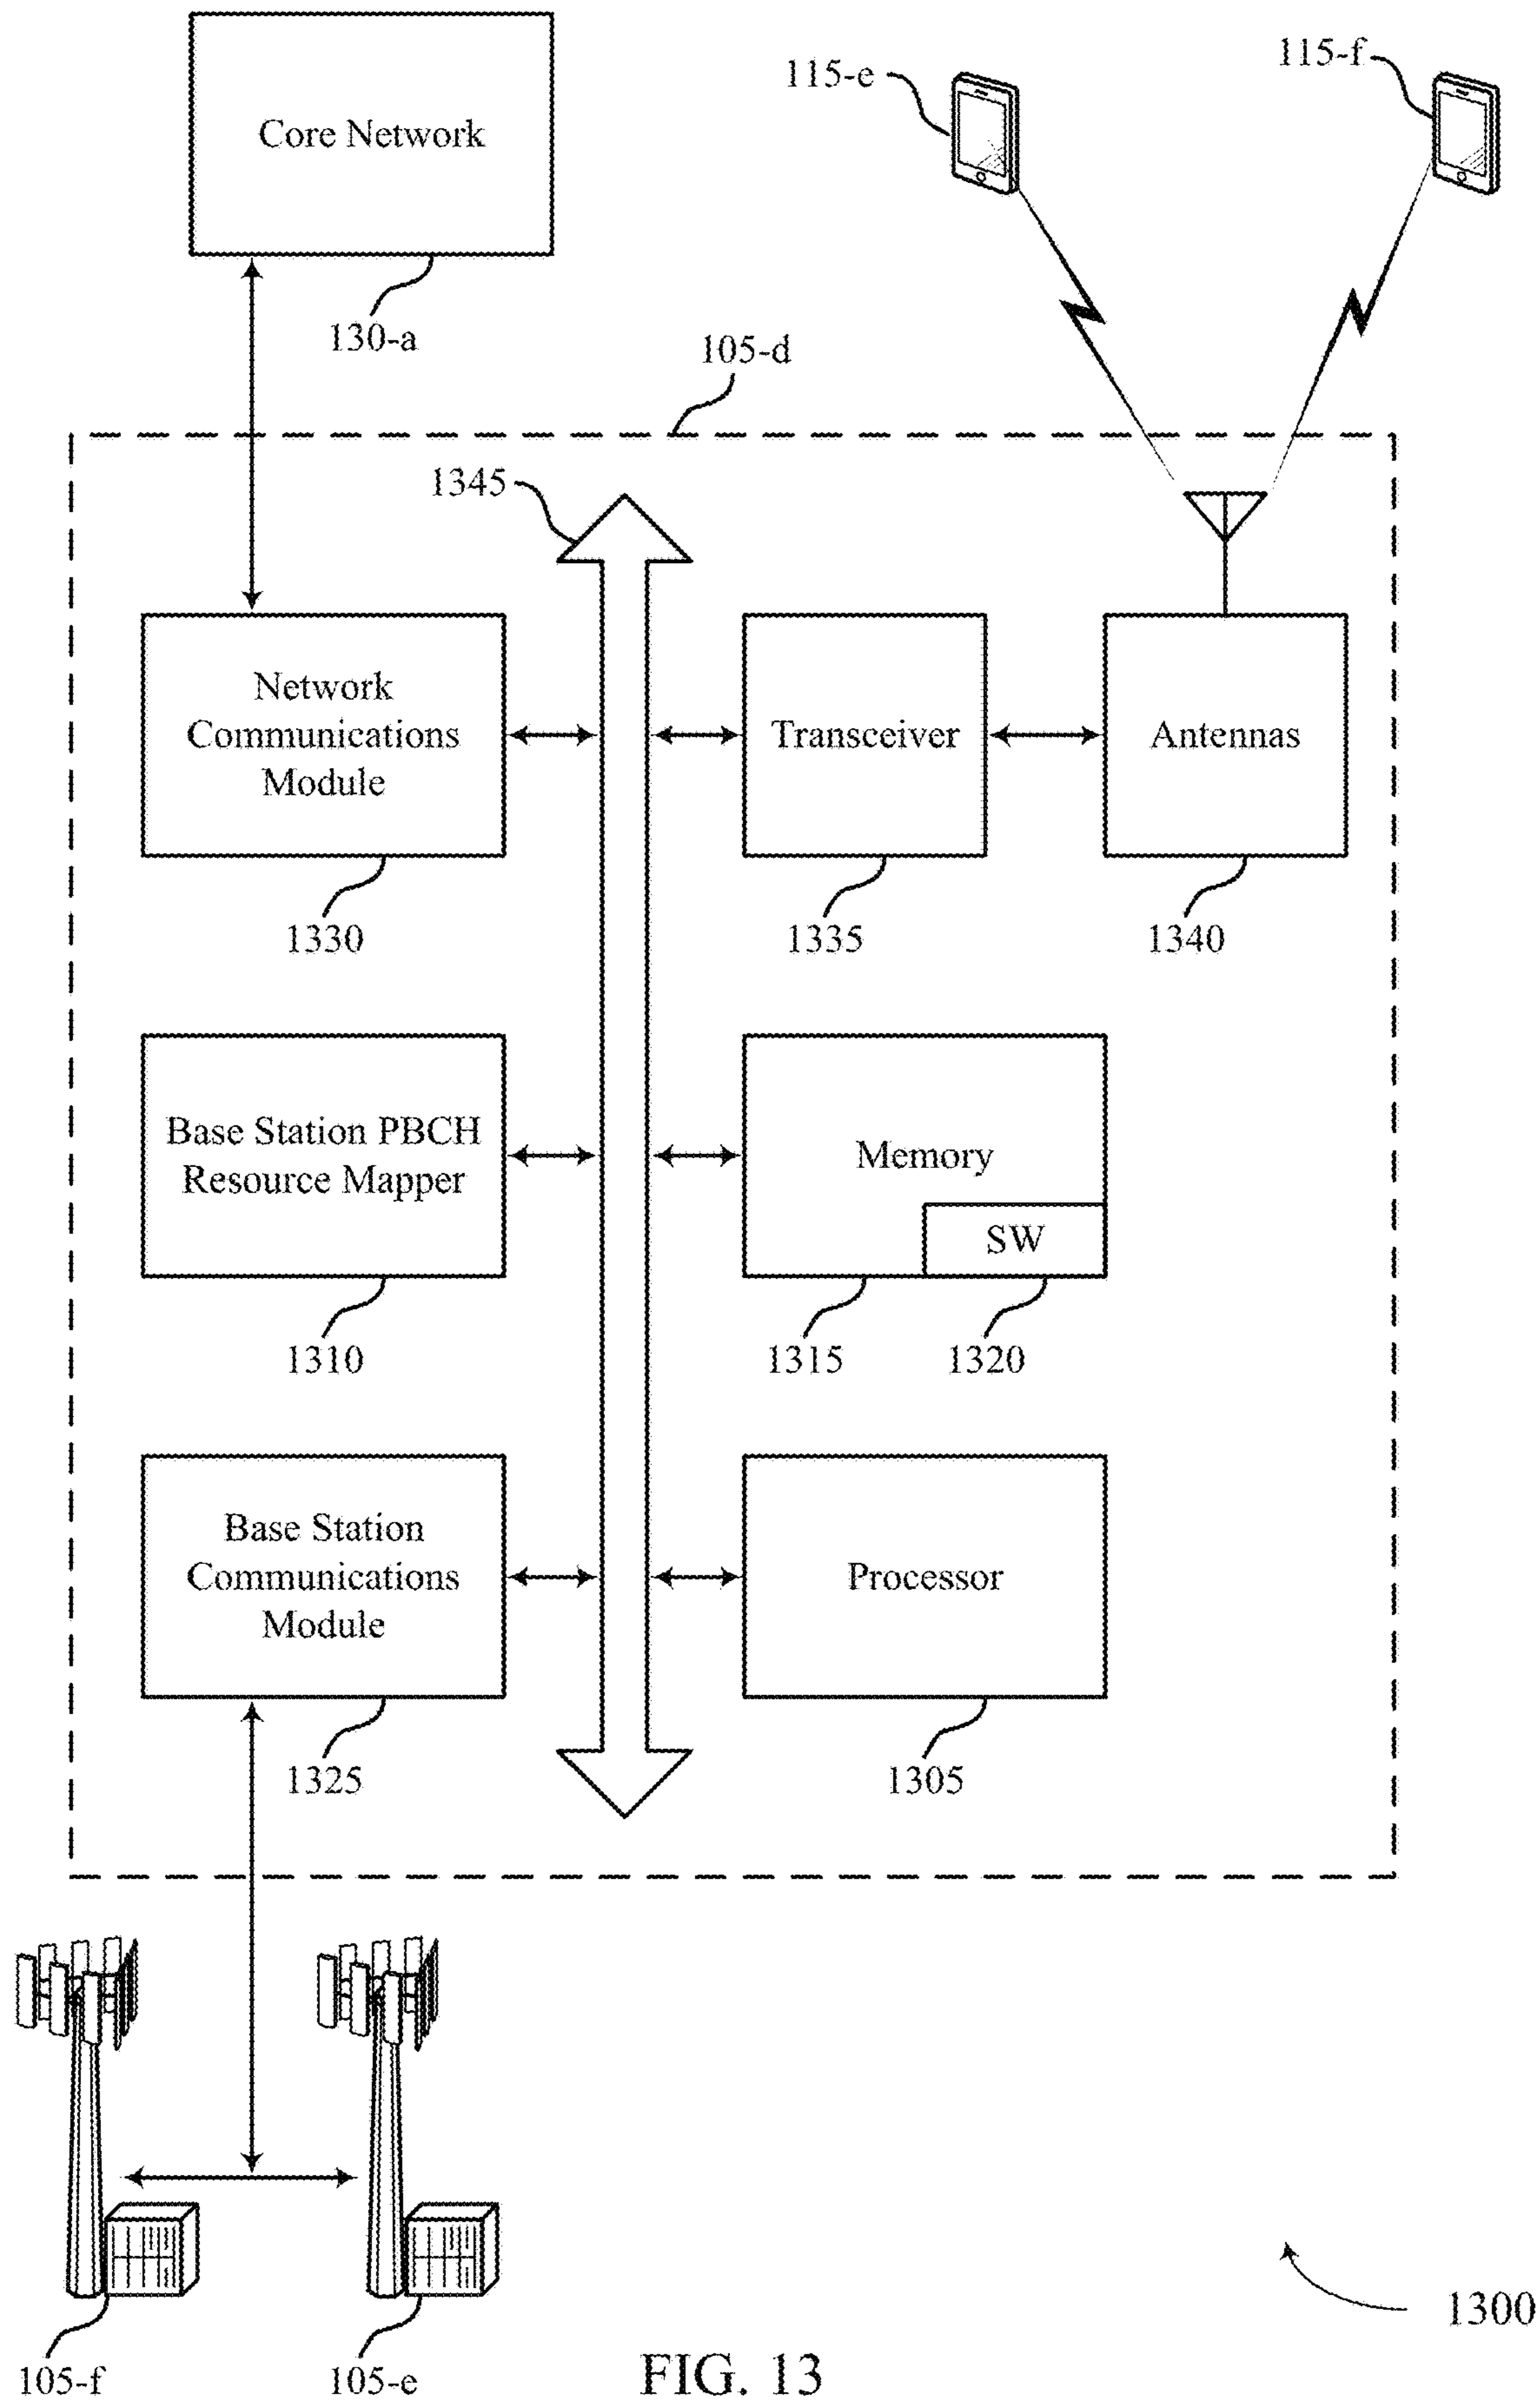 Core Network
130-a
115-e
115-f
105-d
1345
Network
Communications
Module
1330
Transceiver
1335
Antennas
1340
Base Station PBCH
Resource Mapper
1310
Memory
SW
1315
1320
Base Station
Communications
Module
1325
Processor
1305
105-f
105-e
1300
FIG. 13